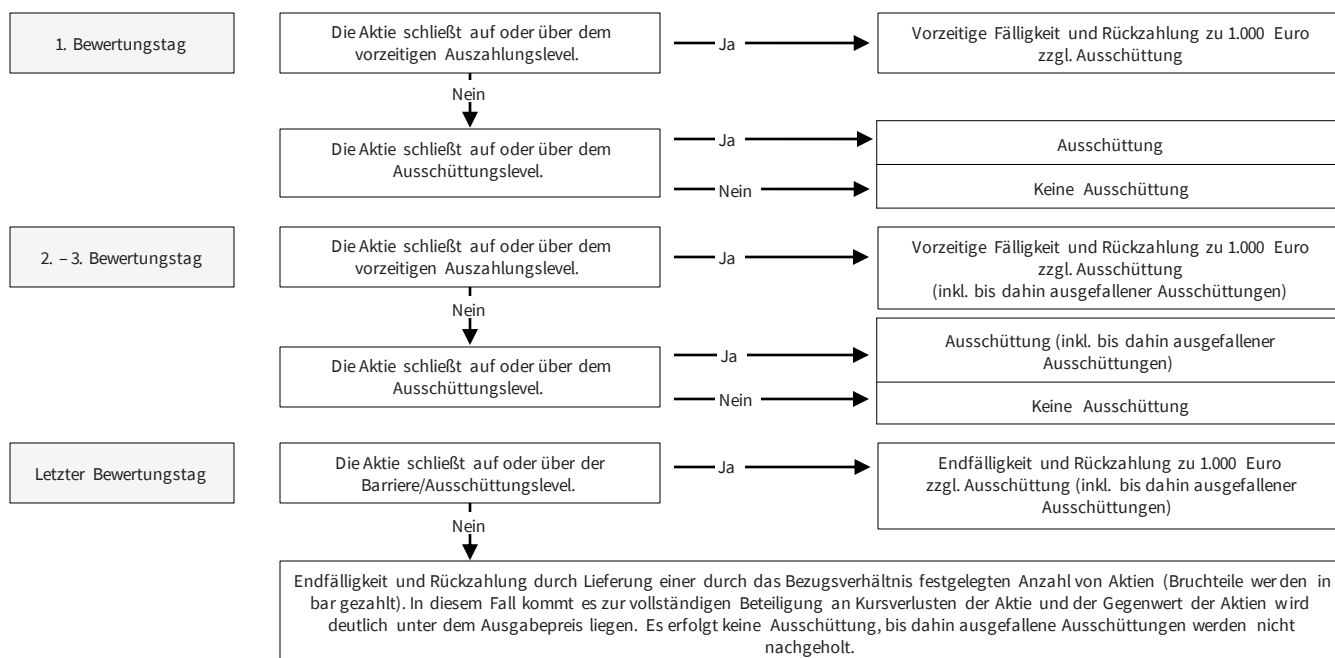 1. Bewertungstag
Die Aktie schließt auf oder über dem
vorzeitigen Auszahlungslevel.
Ja
Vorzeitige Fälligkeit und Rückzahlung zu 1.000 Euro
zzgl. Ausschüttung
Nein
Die Aktie schließt auf oder über dem
Ausschüttungslevel.
Ja
Ausschüttung
Nein
Keine Ausschüttung
2. – 3. Bewertungstag
Die Aktie schließt auf oder über dem
vorzeitigen Auszahlungslevel.
Ja
Vorzeitige Fälligkeit und Rückzahlung zu 1.000 Euro
zzgl. Ausschüttung
(inkl. bis dahin ausgefallener Ausschüttungen)
Nein
Die Aktie schließt auf oder über dem
Ausschüttungslevel.
Ja
Ausschüttung (inkl. bis dahin ausgefallener
Ausschüttungen)
Nein
Keine Ausschüttung
Letzter Bewertungstag
Die Aktie schließt auf oder über der
Barriere/Ausschüttungslevel.
Ja
Endfälligkeit und Rückzahlung zu 1.000 Euro
zzgl. Ausschüttung (inkl. bis dahin ausgefallener
Ausschüttungen)
Nein
Endfälligkeit und Rückzahlung durch Lieferung einer durch das Bezugsverhältnis festgelegten Anzahl von Aktien (Bruchteile werden in
bar gezahlt). In diesem Fall kommt es zur vollständigen Beteiligung an Kursverlusten der Aktie und der Gegenwert der Aktien wird
deutlich unter dem Ausgabepreis liegen. Es erfolgt keine Ausschüttung, bis dahin ausgefallene Ausschüttungen werden nicht
nachgeholt.